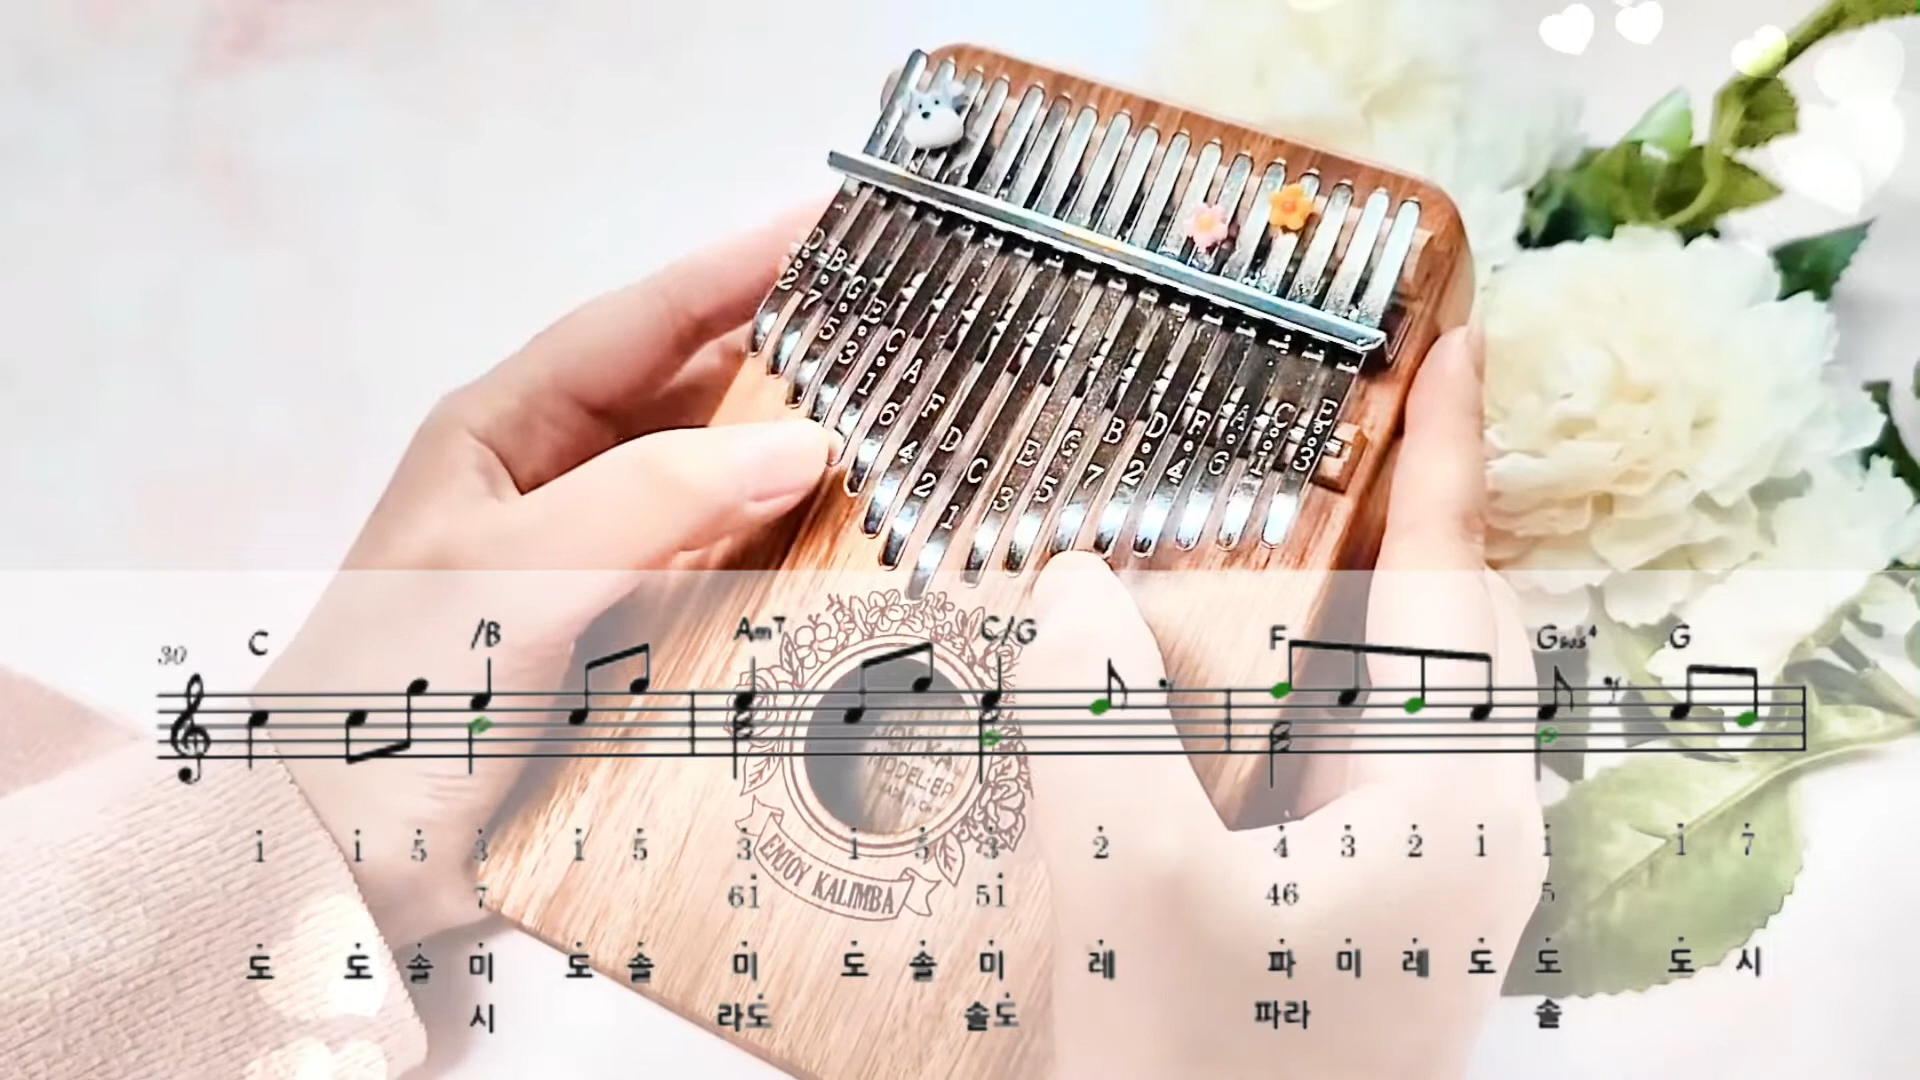 D B G E C A F D C E G B D F A C E
2 7 5 3 1 6 4 2 1 3 5 7 2 4 6 1 3
MODEL:EP
ENJOY KALIMBA
30 C /B Am7 C/G F Gsus4 G
1̇ 1̇ 5̇ 3̇ 1̇ 5̇ 3̇ 1̇ 5̇ 3̇ 2̇ 4̇ 3̇ 2̇ 1̇ 1̇ 1̇ 7̇
7 61̇ 51̇ 46 5
도̇ 도̇ 솔̇ 미̇ 도̇ 솔̇ 미̇ 도̇ 솔̇ 미̇ 레̇ 파̇ 미̇ 레̇ 도̇ 도̇ 도̇ 시̇
시 라도̇ 솔도̇ 파라 솔